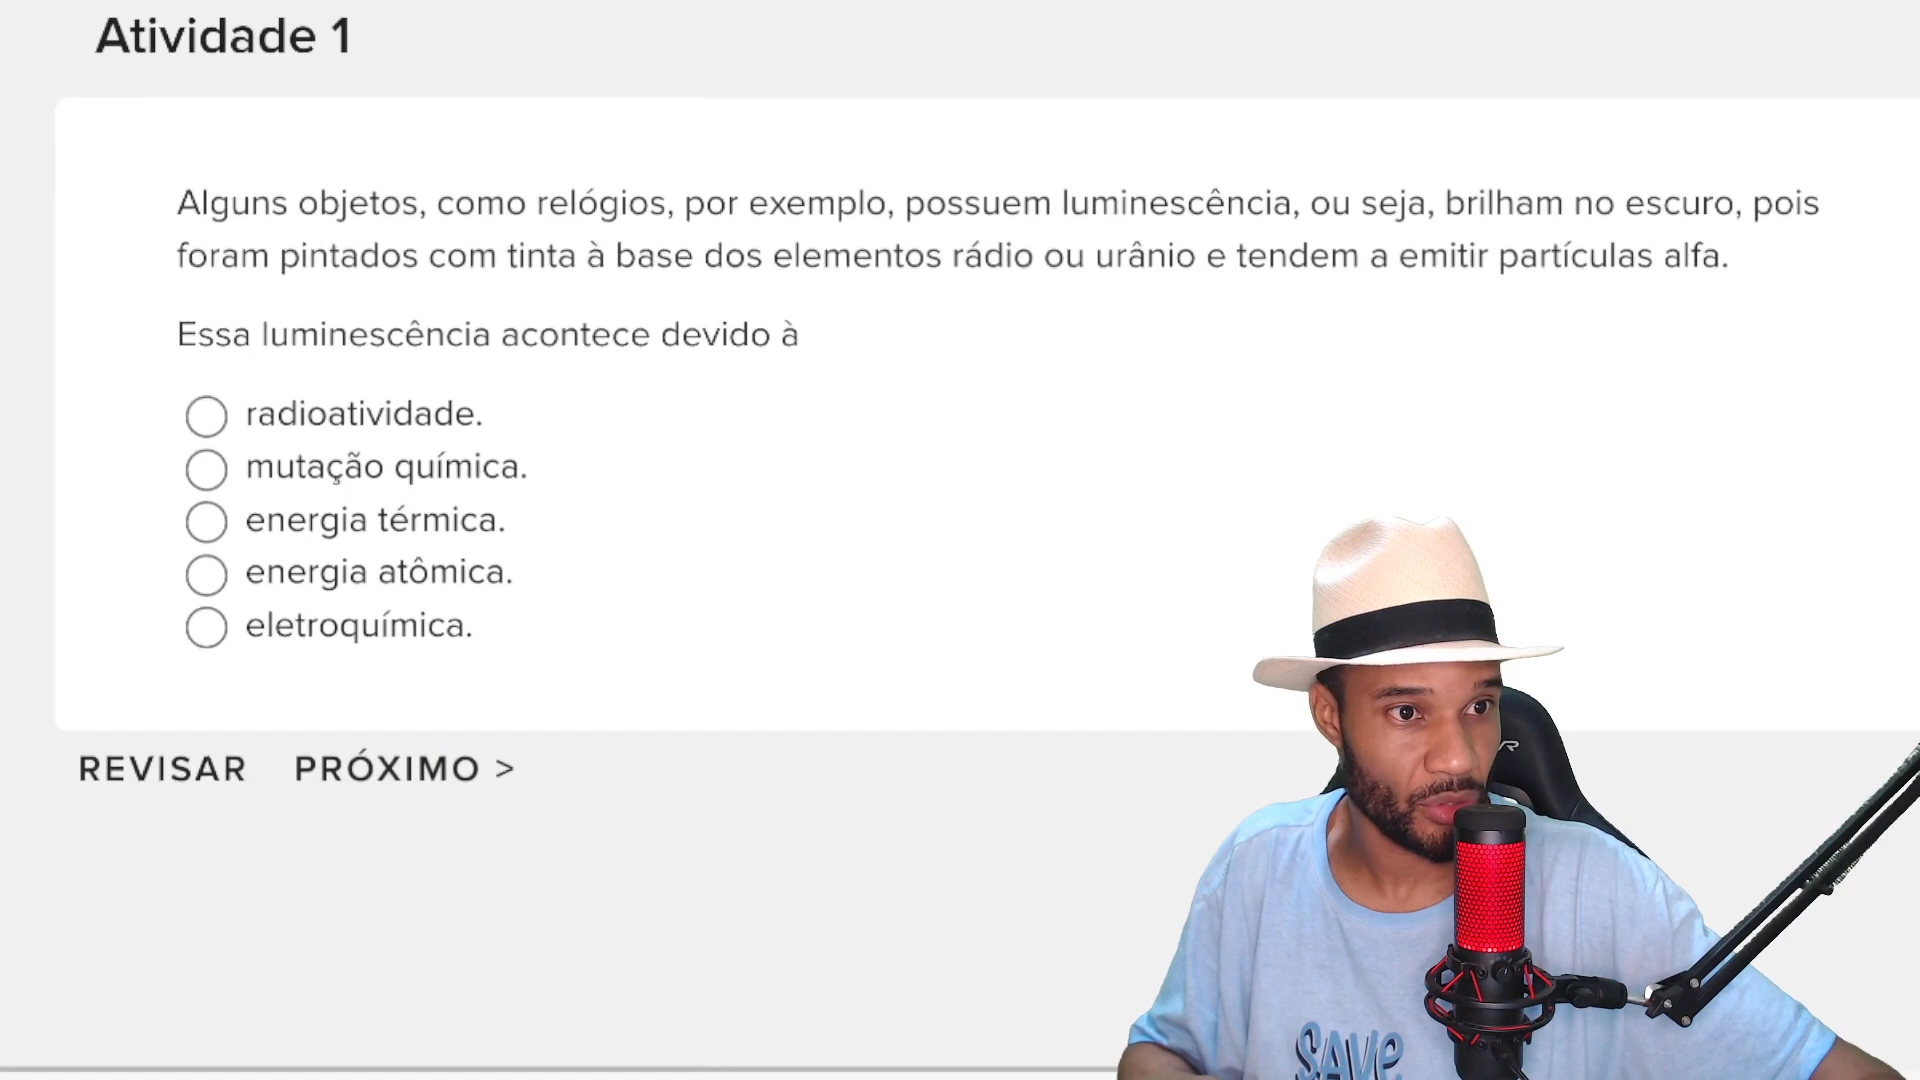 Atividade 1
Alguns objetos, como relógios, por exemplo, possuem luminescência, ou seja, brilham no escuro, pois
foram pintados com tinta à base dos elementos rádio ou urânio e tendem a emitir partículas alfa.
Essa luminescência acontece devido à
radioatividade.
mutação química.
energia térmica.
energia atômica.
eletroquímica.
REVISAR PRÓXIMO >
SAVE